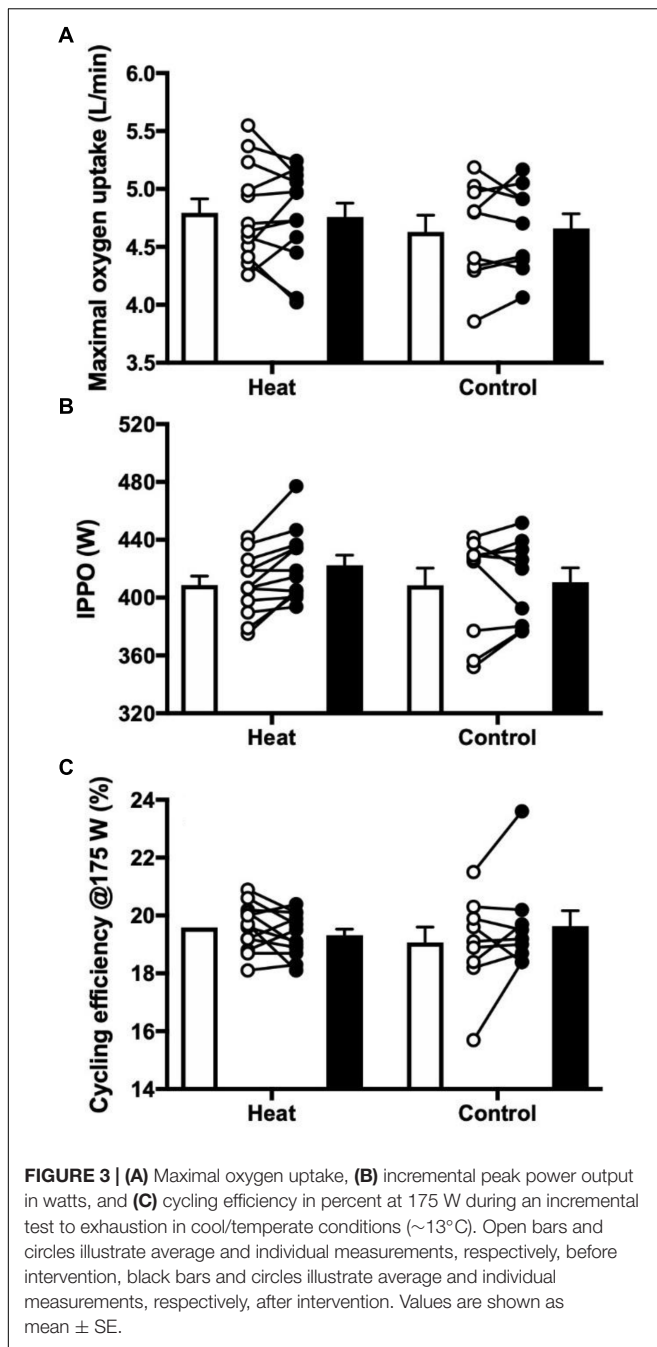 A
Maximal oxygen uptake (L/min)
6.0
5.5
5.0
4.5
4.0
3.5
Heat
Control
B
IPPO (W)
520
480
440
400
360
320
Heat
Control
C
Cycling efficiency @175 W (%)
24
22
20
18
16
14
Heat
Control
FIGURE 3 | (A) Maximal oxygen uptake, (B) incremental peak power output
in watts, and (C) cycling efficiency in percent at 175 W during an incremental
test to exhaustion in cool/temperate conditions (~13°C). Open bars and
circles illustrate average and individual measurements, respectively, before
intervention, black bars and circles illustrate average and individual
measurements, respectively, after intervention. Values are shown as
mean ± SE.